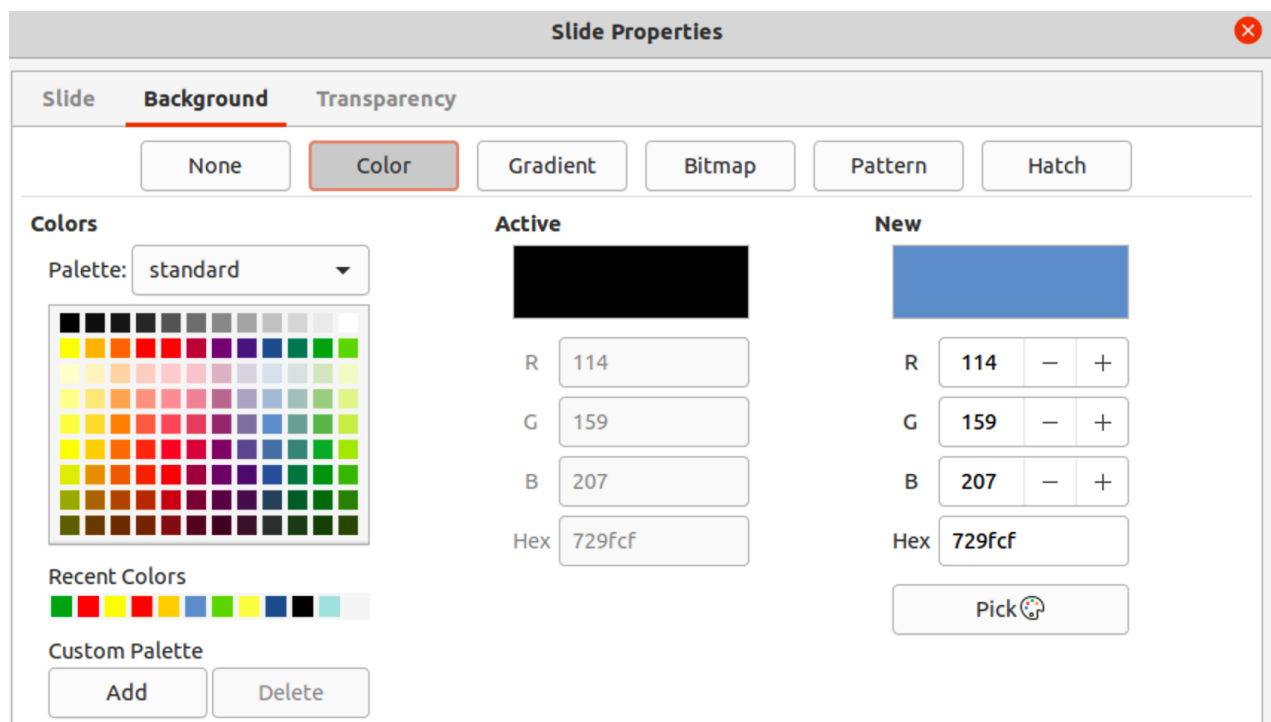 Slide Properties
Slide Background Transparency
None Color Gradient Bitmap Pattern Hatch
Colors Active New
Palette: standard
R 114 R 114 − +
G 159 G 159 − +
B 207 B 207 − +
Hex 729fcf Hex 729fcf
Recent Colors
Pick
Custom Palette
Add Delete